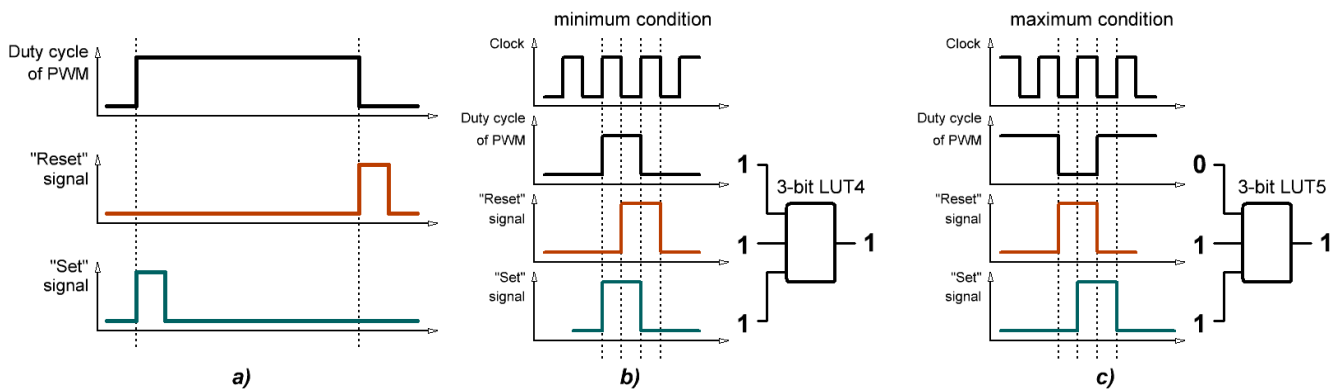 Duty cycle
of PWM
"Reset"
signal
"Set"
signal
a)
minimum condition
Clock
Duty cycle
of PWM
"Reset"
signal
"Set"
signal
1
1
1
3-bit LUT4
1
b)
maximum condition
Clock
Duty cycle
of PWM
"Reset"
signal
"Set"
signal
0
1
1
3-bit LUT5
1
c)